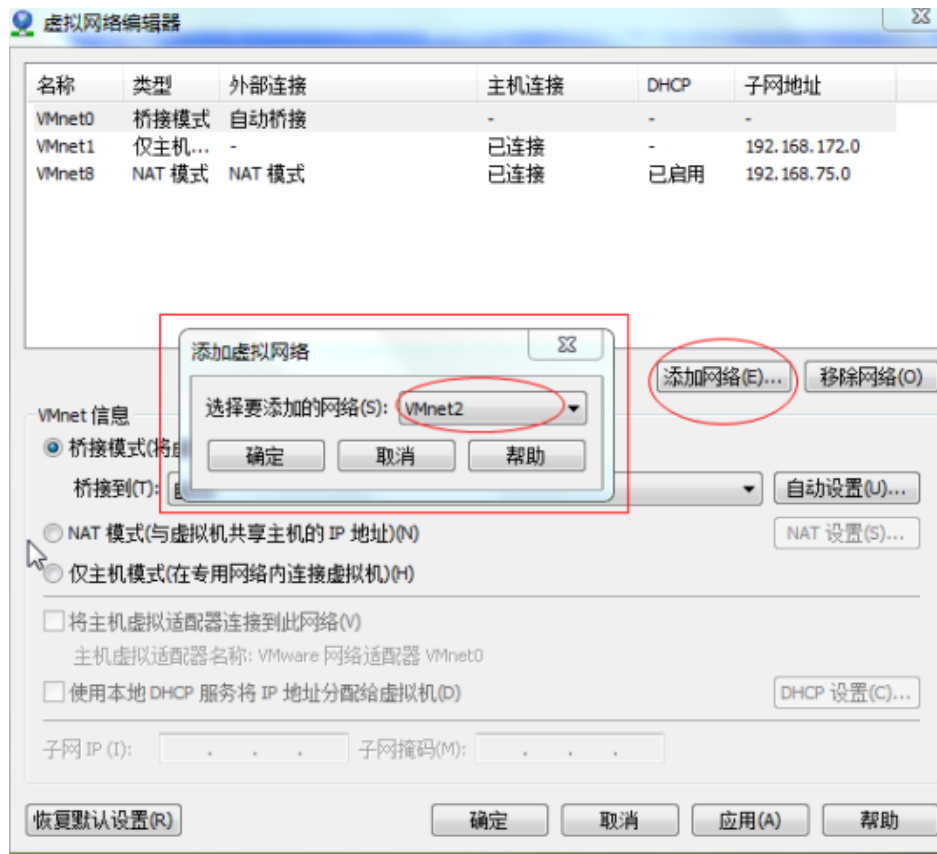 虚拟网络编辑器
名称 类型 外部连接 主机连接 DHCP 子网地址
VMnet0 桥接模式 自动桥接 - - -
VMnet1 仅主机... - 已连接 - 192.168.172.0
VMnet8 NAT 模式 NAT 模式 已连接 已启用 192.168.75.0
添加虚拟网络
选择要添加的网络(S): VMnet2
确定 取消 帮助
添加网络(E)... 移除网络(O)
VMnet 信息
桥接模式(将
桥接到(T): 自动设置(U)...
NAT 模式(与虚拟机共享主机的 IP 地址)(N) NAT 设置(S)...
仅主机模式(在专用网络内连接虚拟机)(H)
将主机虚拟适配器连接到此网络(V)
主机虚拟适配器名称: VMware 网络适配器 VMnet0
使用本地 DHCP 服务将 IP 地址分配给虚拟机(D) DHCP 设置(C)...
子网 IP (I): . . . 子网掩码(M): . . .
恢复默认设置(R) 确定 取消 应用(A) 帮助